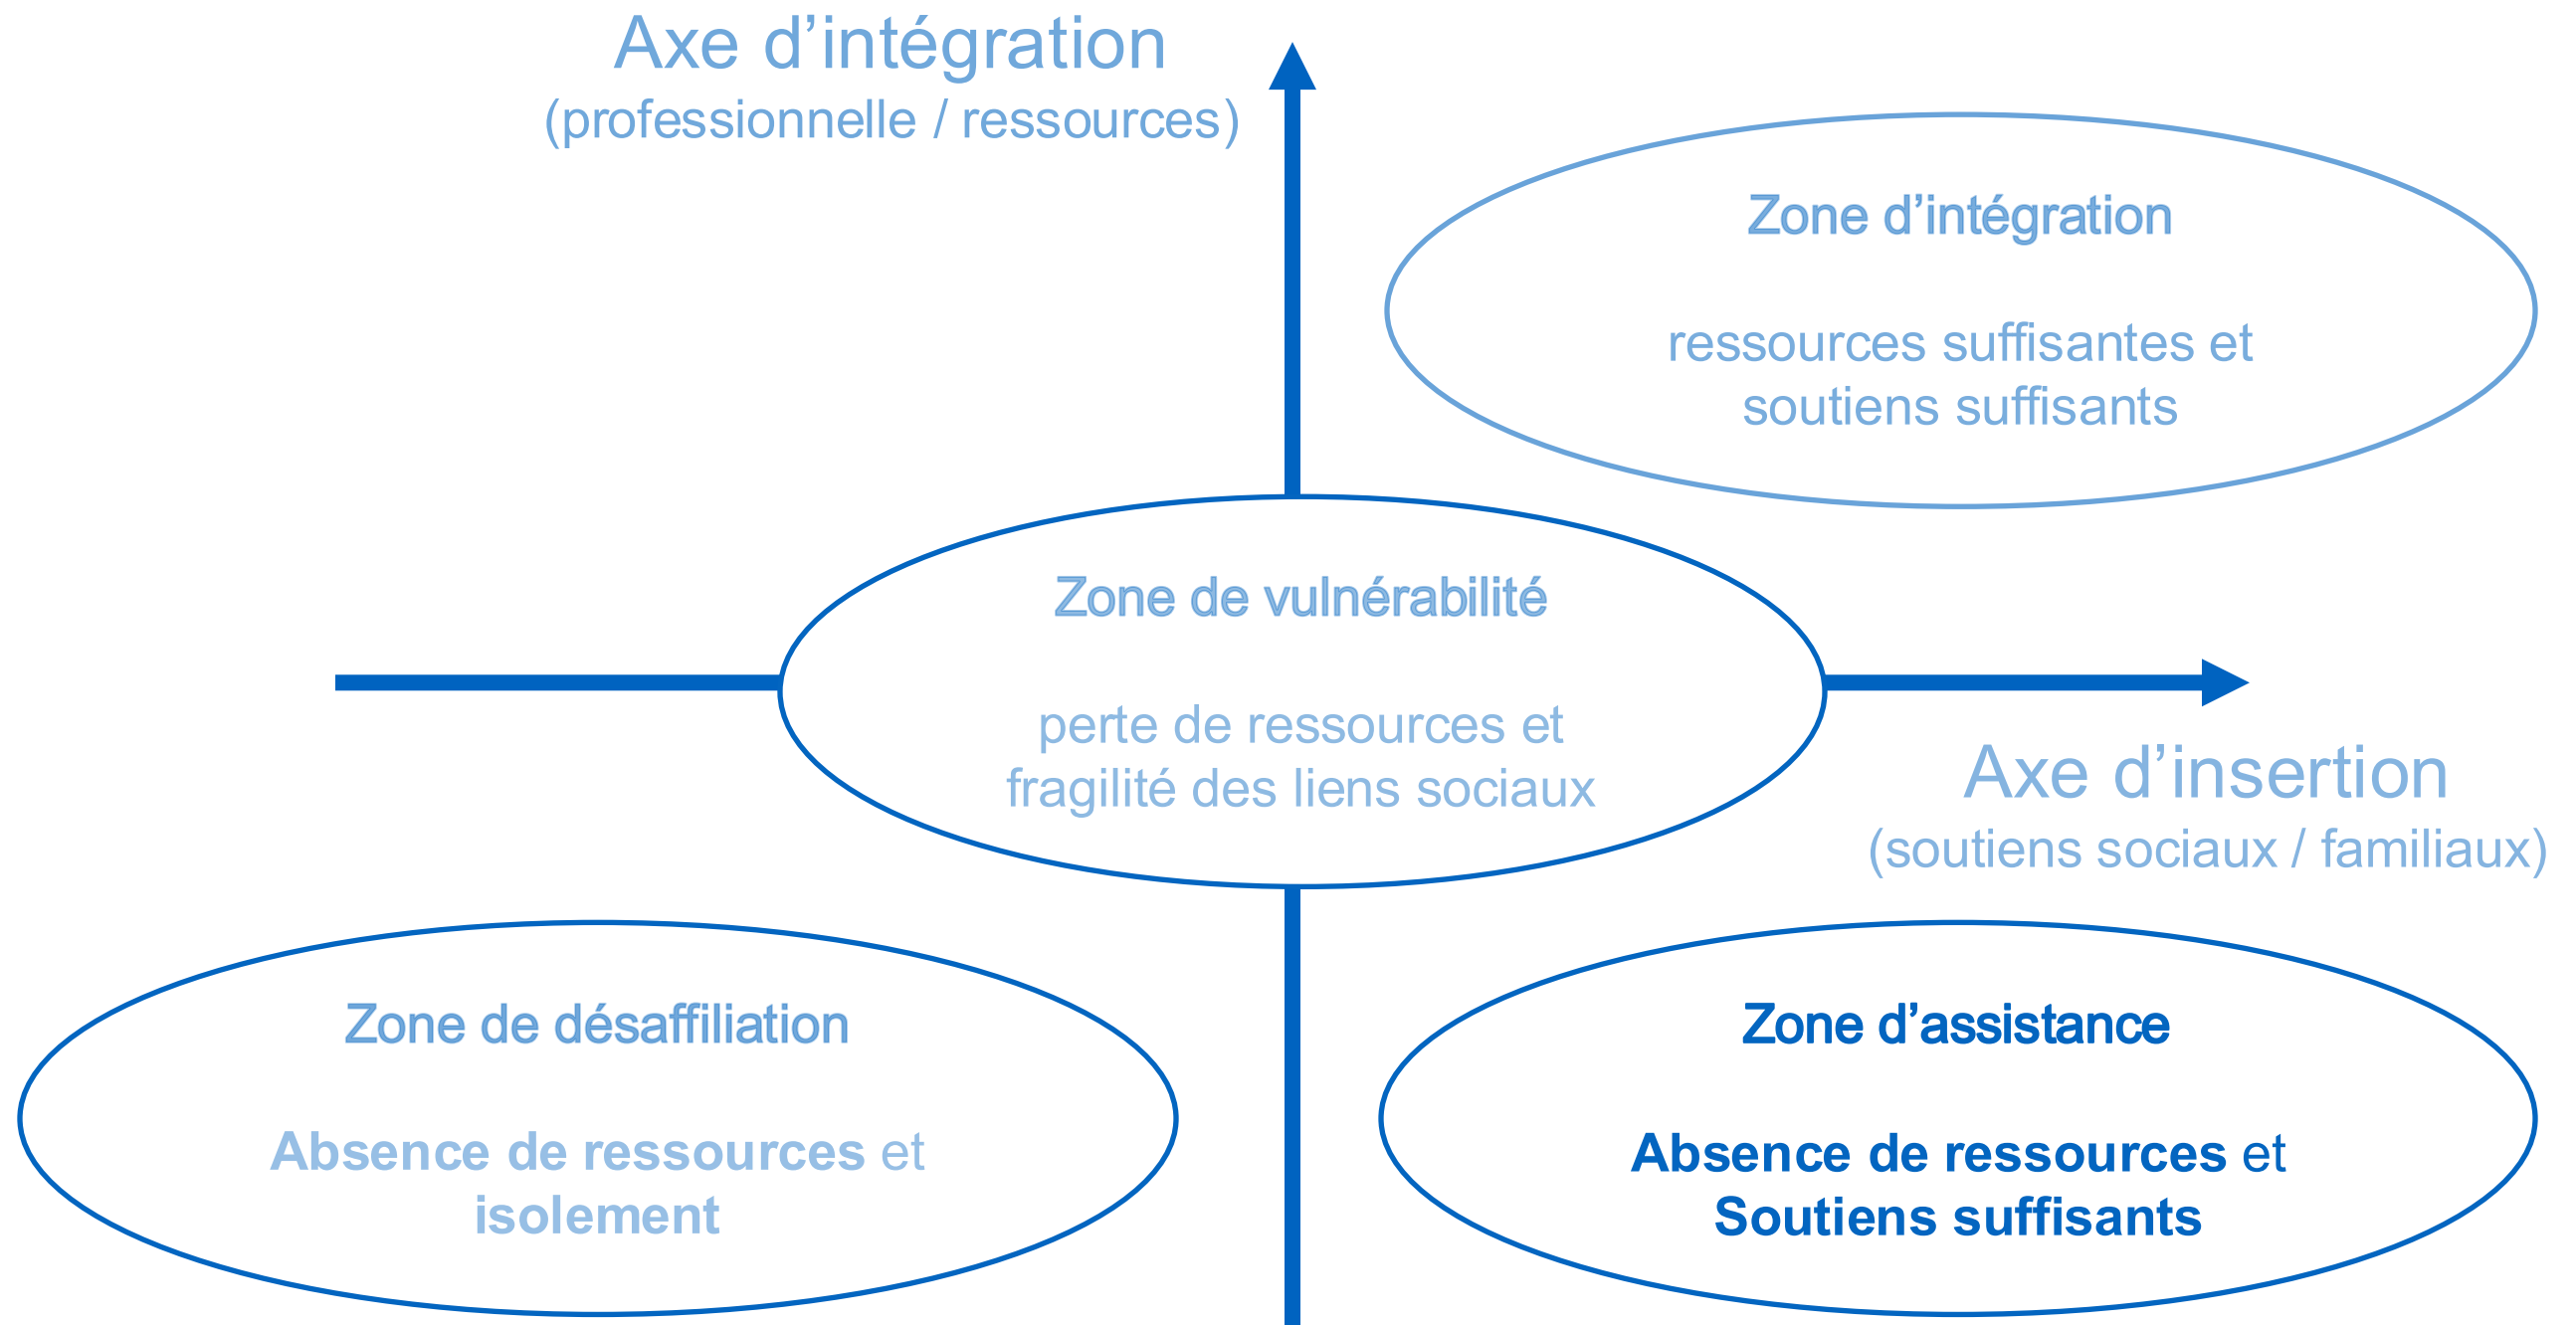 Axe d’intégration
(professionnelle / ressources)
Zone d’intégration
ressources suffisantes et
soutiens suffisants
Zone de vulnérabilité
perte de ressources et
fragilité des liens sociaux
Axe d’insertion
(soutiens sociaux / familiaux)
Zone de désaffiliation
Absence de ressources et
isolement
Zone d’assistance
Absence de ressources et
Soutiens suffisants